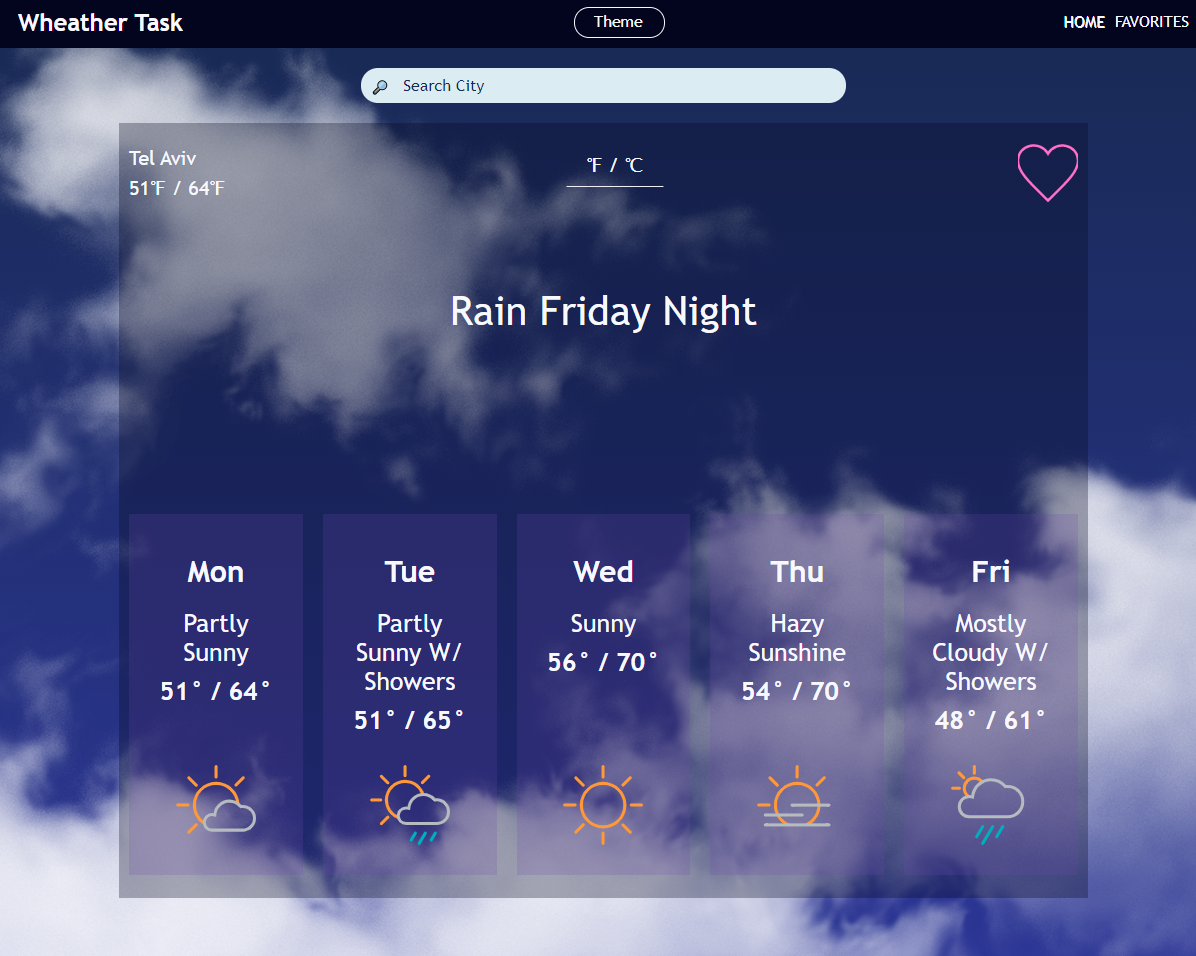 Wheather Task
Theme
HOME FAVORITES
Search City
Tel Aviv
51°F / 64°F
°F / °C
Rain Friday Night
Mon
Partly
Sunny
51° / 64°
Tue
Partly
Sunny W/
Showers
51° / 65°
Wed
Sunny
56° / 70°
Thu
Hazy
Sunshine
54° / 70°
Fri
Mostly
Cloudy W/
Showers
48° / 61°